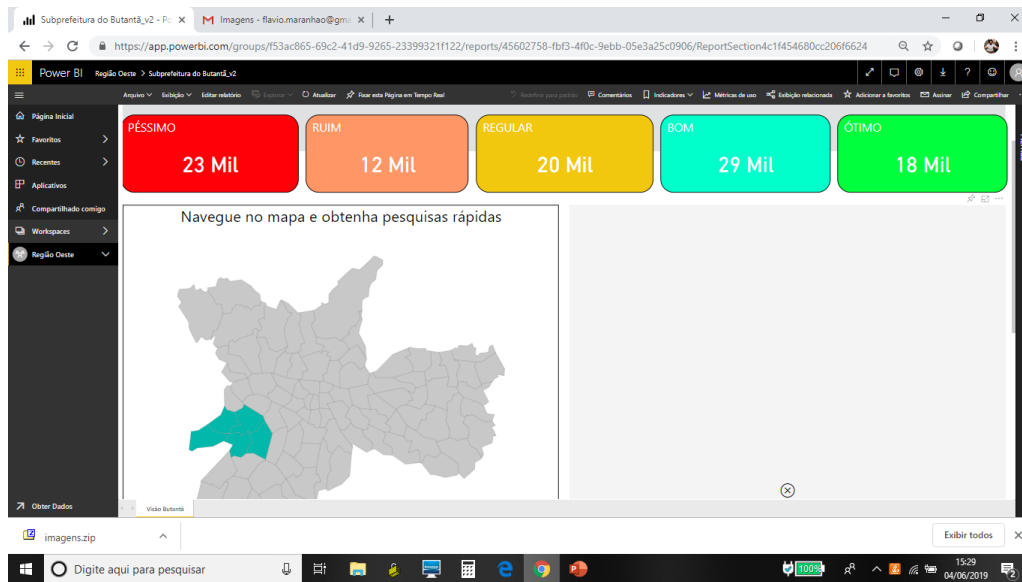 Subprefeitura do Butantã_v2 - Po
Imagens - flavio.maranhao@gma
https://app.powerbi.com/groups/f53ac865-69c2-41d9-9265-23399321f122/reports/45602758-fbf3-4f0c-9ebb-05e3a25c0906/ReportSection4c1f454680cc206f6624
Power BI Região Oeste > Subprefeitura do Butantã_v2
Arquivo Exibição Editar relatório Explorar Atualizar Fixar esta Página em Tempo Real Redefinir para padrão Comentários Indicadores Métricas de uso Exibição relacionada Adicionar a favoritos Assinar Compartilhar
Página Inicial
Favoritos
Recentes
Aplicativos
Compartilhado comigo
Workspaces
Região Oeste
PÉSSIMO
23 Mil
RUIM
12 Mil
REGULAR
20 Mil
BOM
29 Mil
ÓTIMO
18 Mil
Navegue no mapa e obtenha pesquisas rápidas
Obter Dados
Visão Butantã
imagens.zip
Exibir todos
Digite aqui para pesquisar
100%
15:29
04/06/2019
2